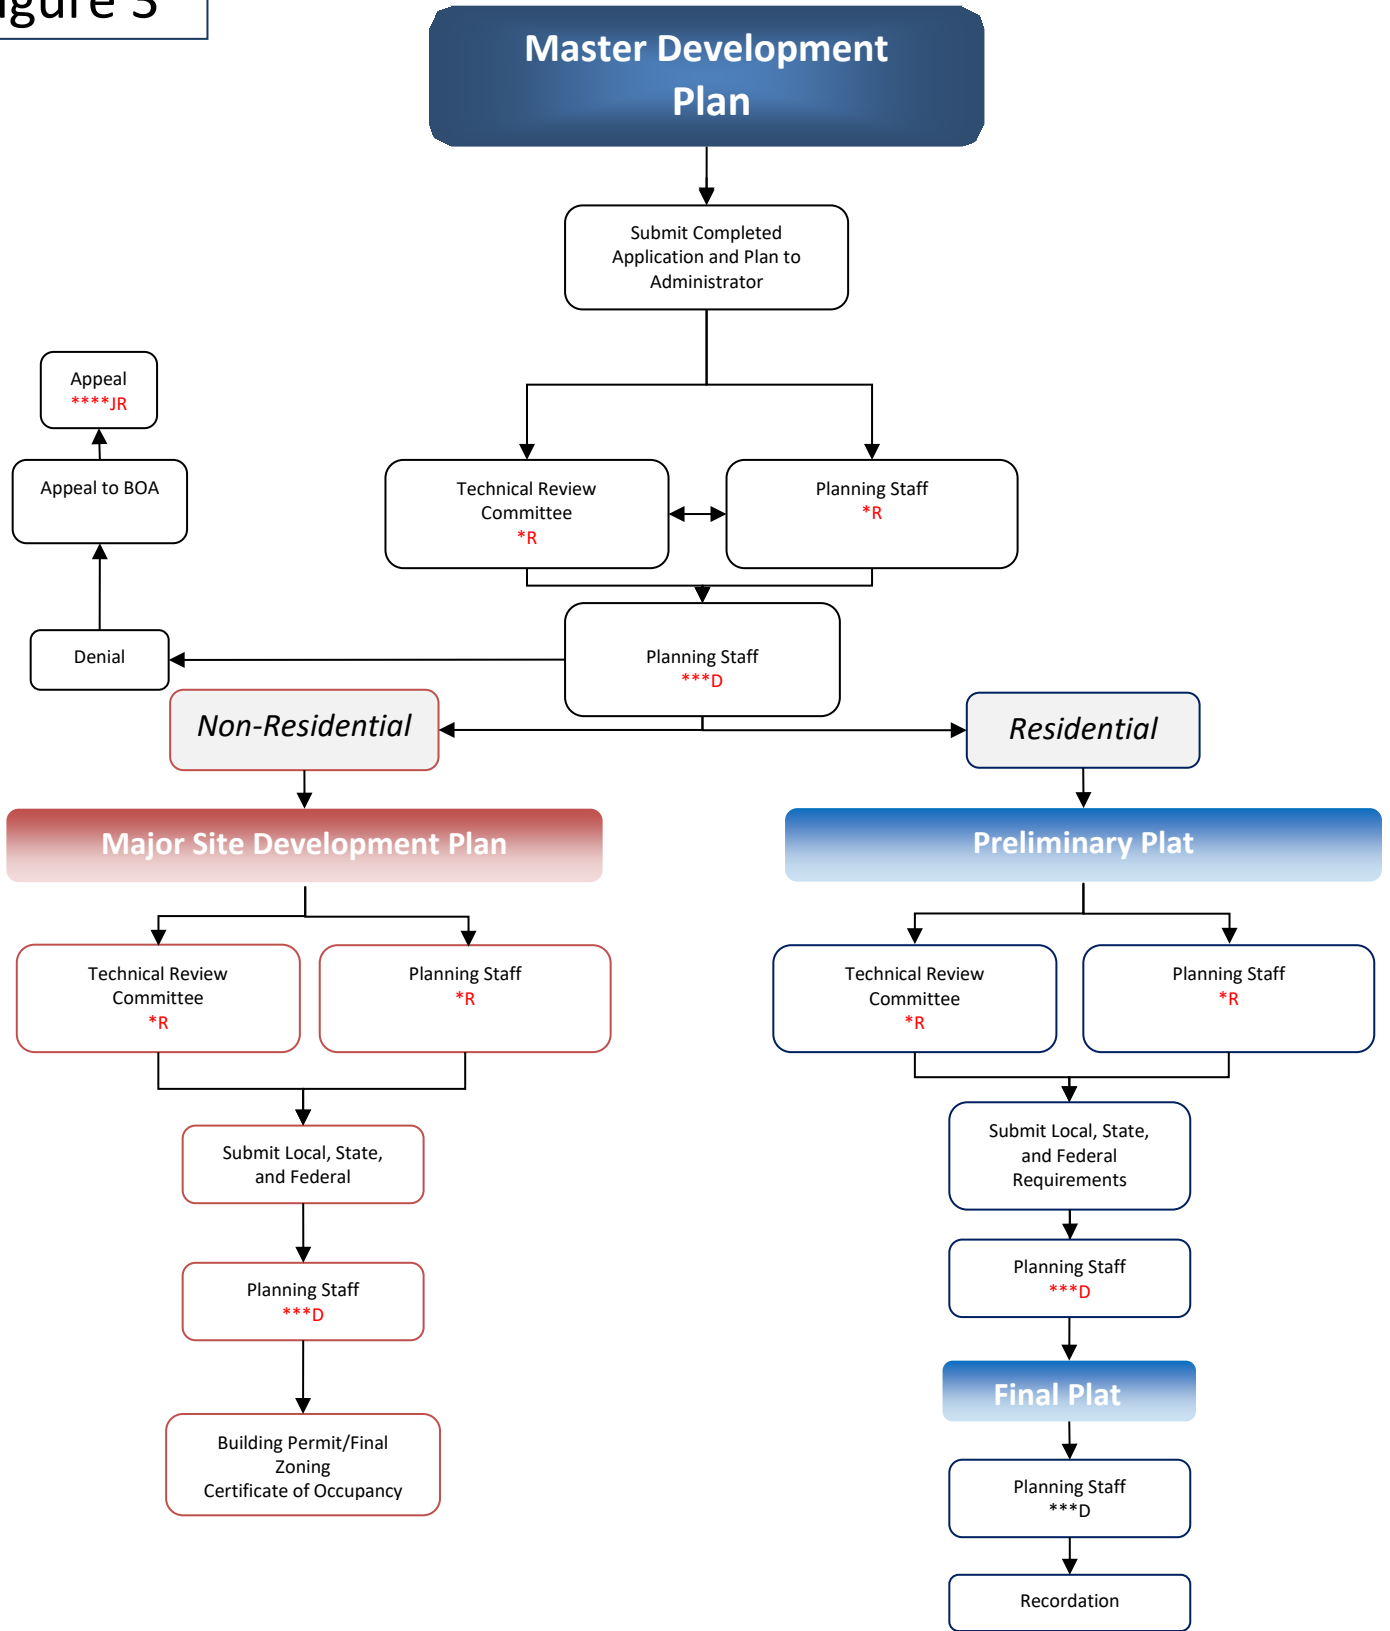 igure 3
Master Development
Plan
Submit Completed
Application and Plan to
Administrator
Appeal
****JR
Appeal to BOA
Technical Review
Committee
*R
Planning Staff
*R
Denial
Planning Staff
***D
Non-Residential
Residential
Major Site Development Plan
Preliminary Plat
Technical Review
Committee
*R
Planning Staff
*R
Technical Review
Committee
*R
Planning Staff
*R
Submit Local, State,
and Federal
Submit Local, State,
and Federal
Requirements
Planning Staff
***D
Planning Staff
***D
Final Plat
Building Permit/Final
Zoning
Certificate of Occupancy
Planning Staff
***D
Recordation